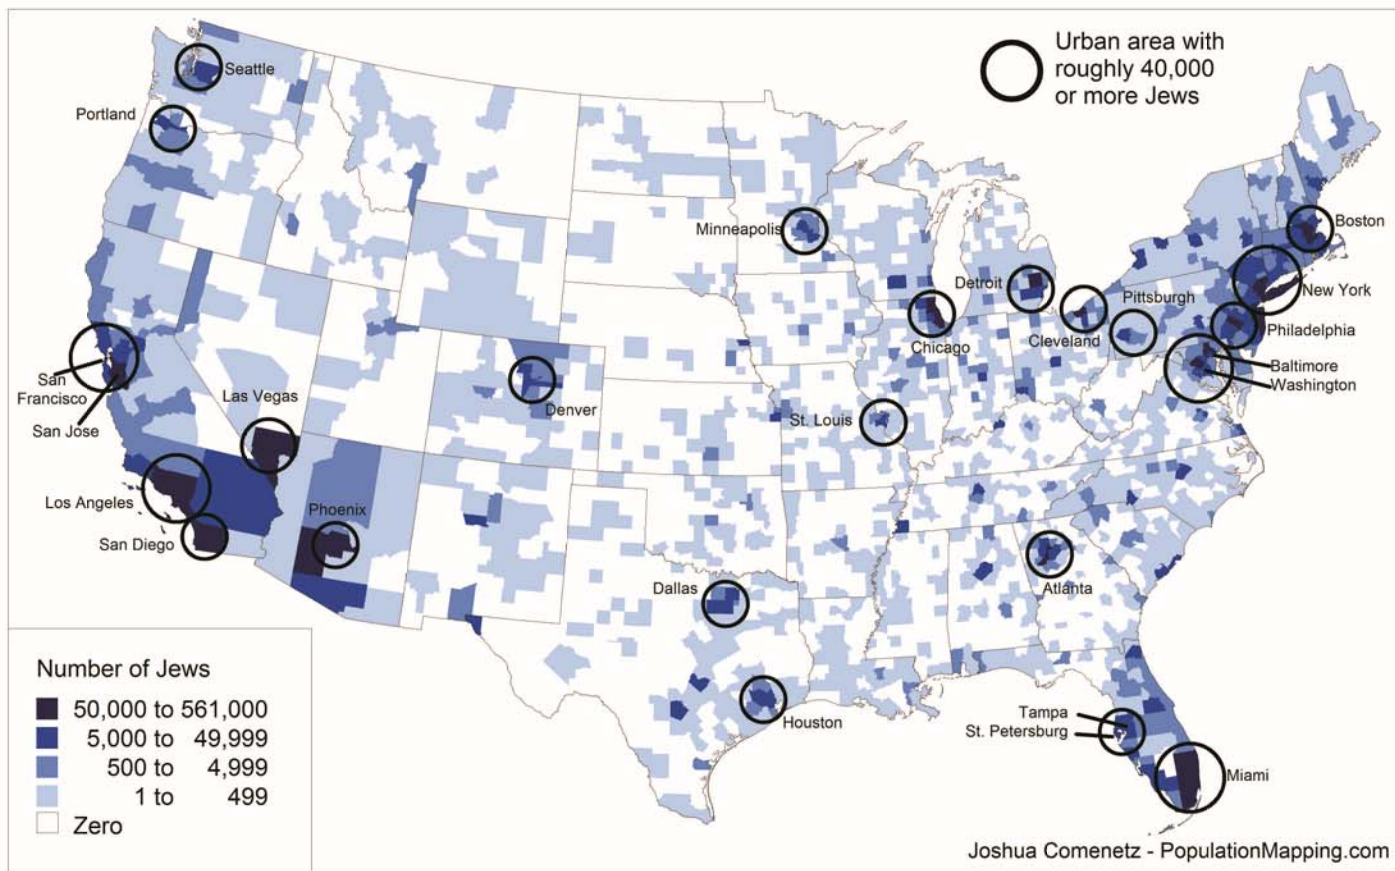 Urban area with
roughly 40,000
or more Jews
Seattle
Portland
Minneapolis
Boston
Detroit
Pittsburgh
New York
Chicago
Cleveland
Philadelphia
Baltimore
Washington
San
Francisco
San Jose
Las Vegas
Denver
St. Louis
Los Angeles
San Diego
Phoenix
Dallas
Atlanta
Houston
Tampa
St. Petersburg
Miami
Number of Jews
50,000 to 561,000
5,000 to 49,999
500 to 4,999
1 to 499
Zero
Joshua Comenetz - PopulationMapping.com